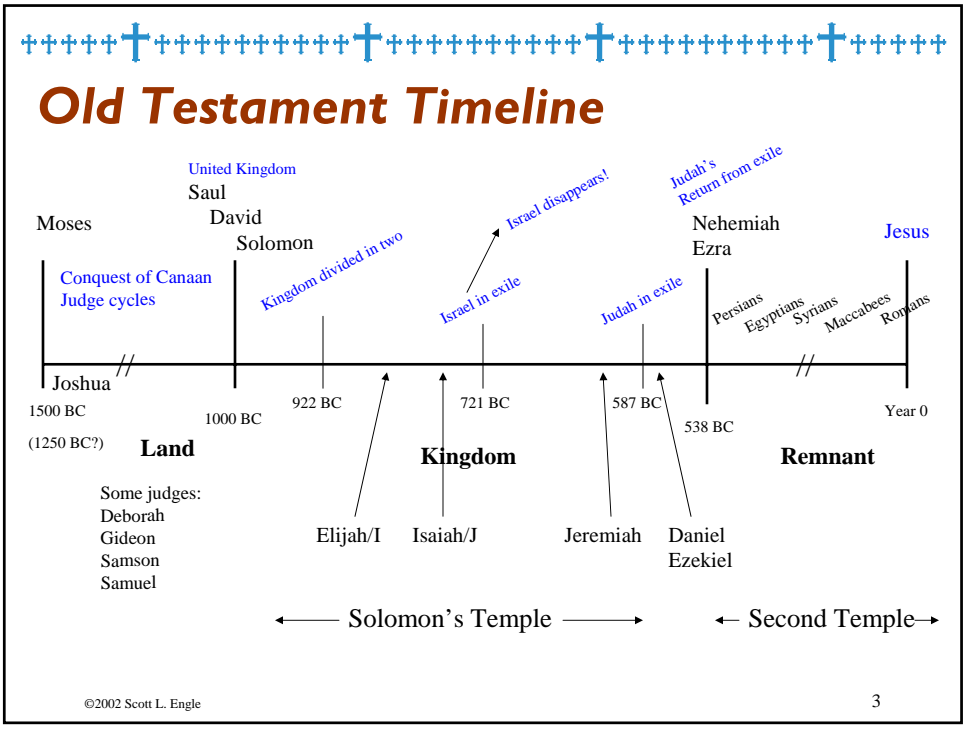 Old Testament Timeline
United Kingdom
Saul
David
Solomon
Moses
Conquest of Canaan
Judge cycles
Kingdom divided in two
Israel in exile
Israel disappears!
Judah in exile
Judah's
Return from exile
Nehemiah
Ezra
Jesus
Persians
Egyptians
Syrians
Maccabees
Romans
Joshua
1500 BC
(1250 BC?)
1000 BC
922 BC
721 BC
587 BC
538 BC
Year 0
Land
Kingdom
Remnant
Some judges:
Deborah
Gideon
Samson
Samuel
Elijah/I
Isaiah/J
Jeremiah
Daniel
Ezekiel
Solomon's Temple
Second Temple
©2002 Scott L. Engle
3